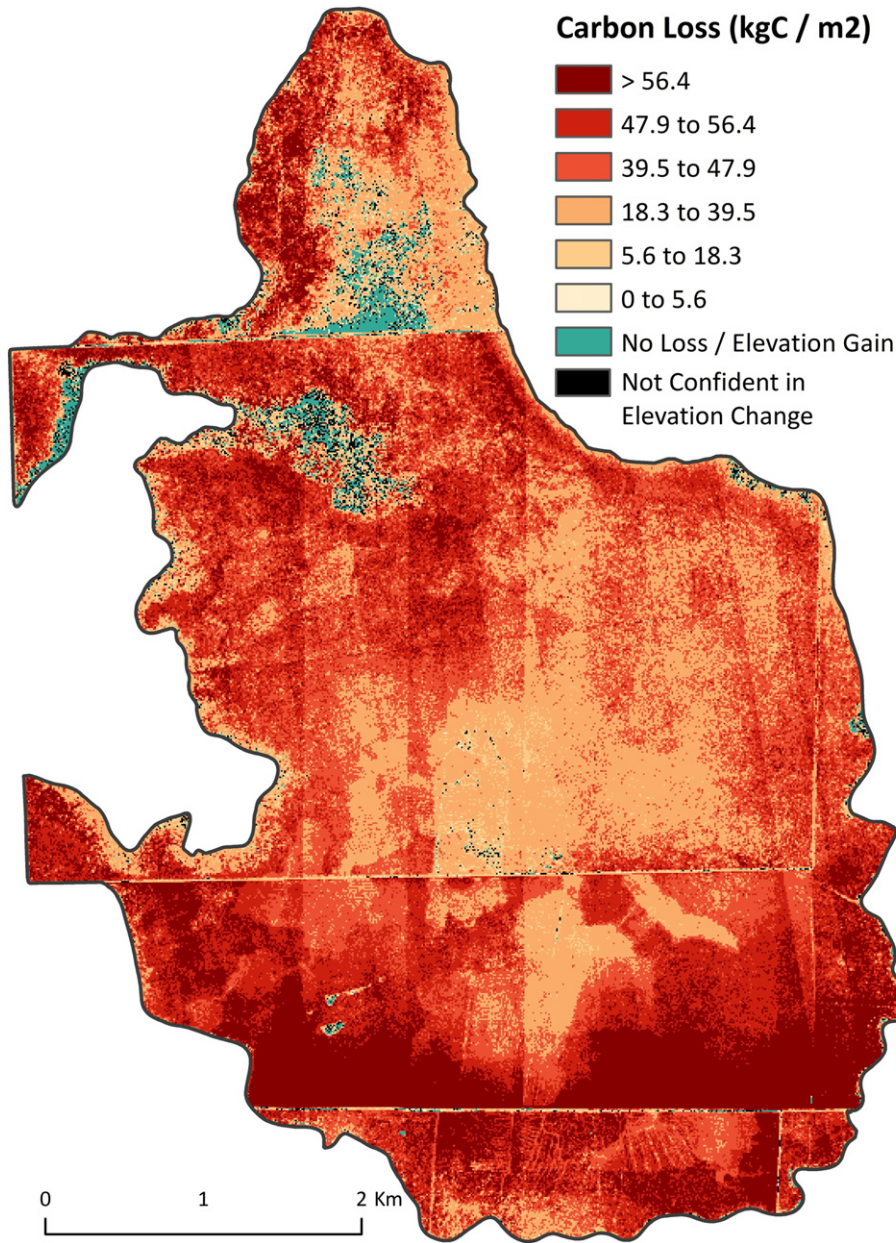 Carbon Loss (kgC / m2)
> 56.4
47.9 to 56.4
39.5 to 47.9
18.3 to 39.5
5.6 to 18.3
0 to 5.6
No Loss / Elevation Gain
Not Confident in
Elevation Change
0 1 2 Km